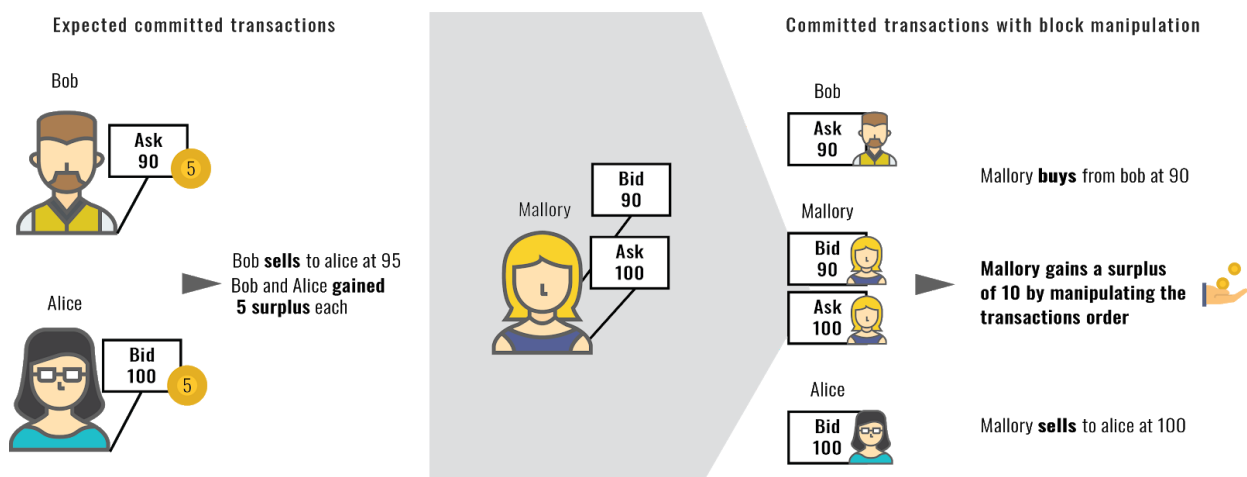 Expected committed transactions
Bob
Ask
90
5
Alice
Bid
100
5
Bob sells to alice at 95
Bob and Alice gained
5 surplus each
Mallory
Bid
90
Ask
100
Committed transactions with block manipulation
Bob
Ask
90
Mallory buys from bob at 90
Mallory
Bid
90
Ask
100
Mallory gains a surplus
of 10 by manipulating the
transactions order
Alice
Bid
100
Mallory sells to alice at 100